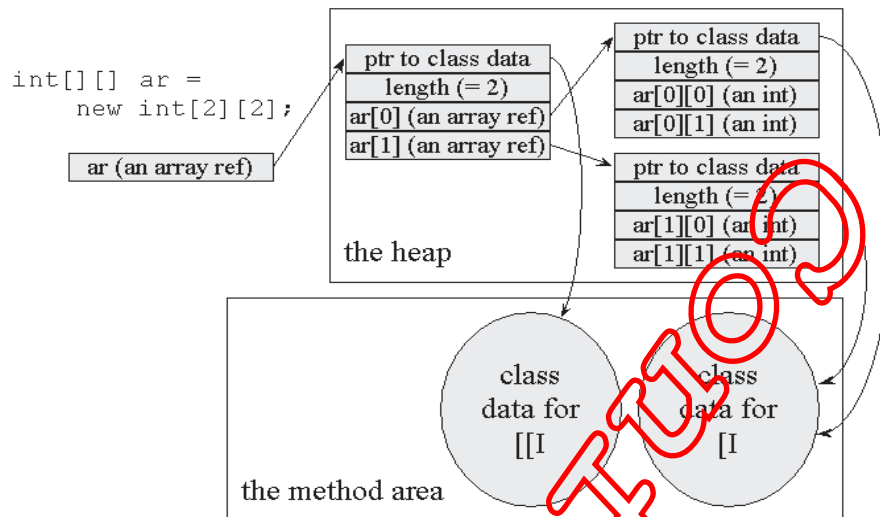 int[][] ar =
new int[2][2];
ar (an array ref)
ptr to class data
length (= 2)
ar[0] (an array ref)
ar[1] (an array ref)
ptr to class data
length (= 2)
ar[0][0] (an int)
ar[0][1] (an int)
ptr to class data
length (= 2)
ar[1][0] (an int)
ar[1][1] (an int)
the heap
class
data for
[[I
class
data for
[I
the method area